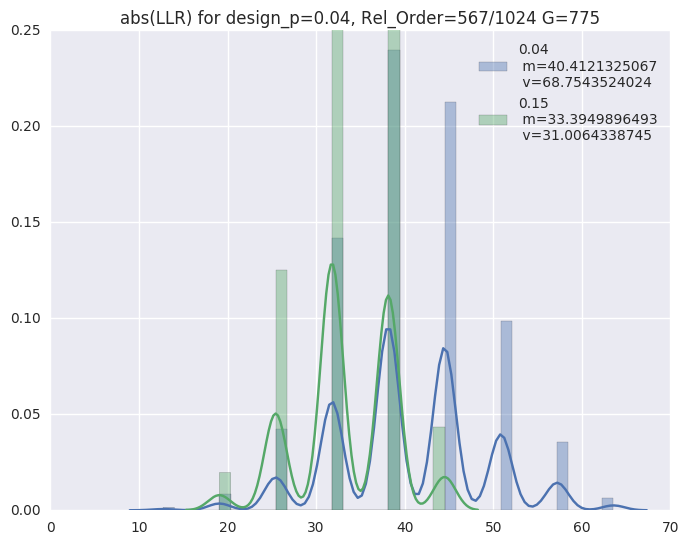 abs(LLR) for design_p=0.04, Rel_Order=567/1024 G=775
0.04
m=40.4121325067
v=68.7543524024
0.15
m=33.3949896493
v=31.0064338745
0.25
0.20
0.15
0.10
0.05
0.00
0 10 20 30 40 50 60 70